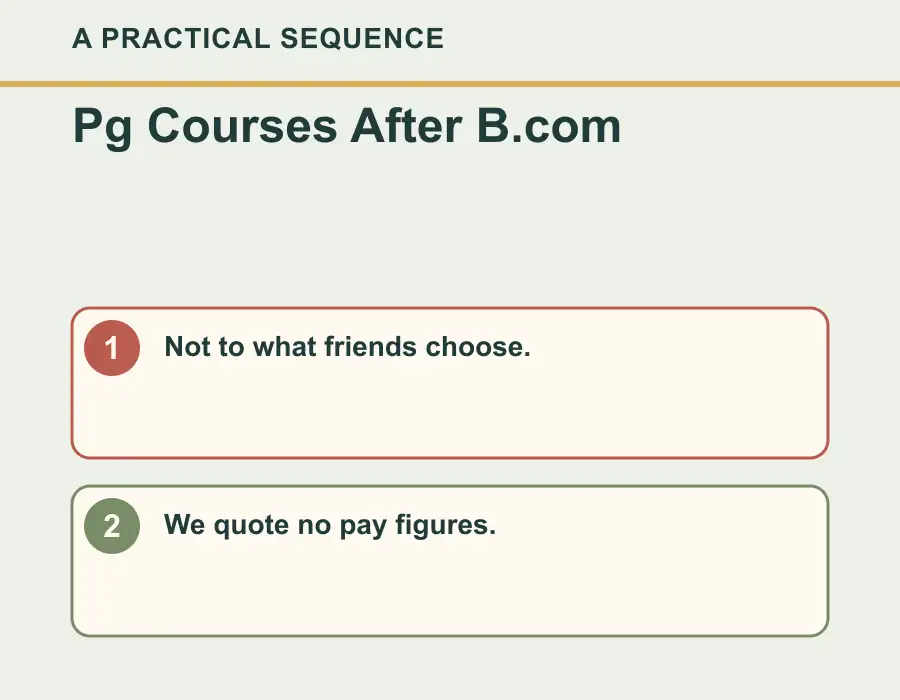 A PRACTICAL SEQUENCE
Pg Courses After B.com
1 Not to what friends choose.
2 We quote no pay figures.